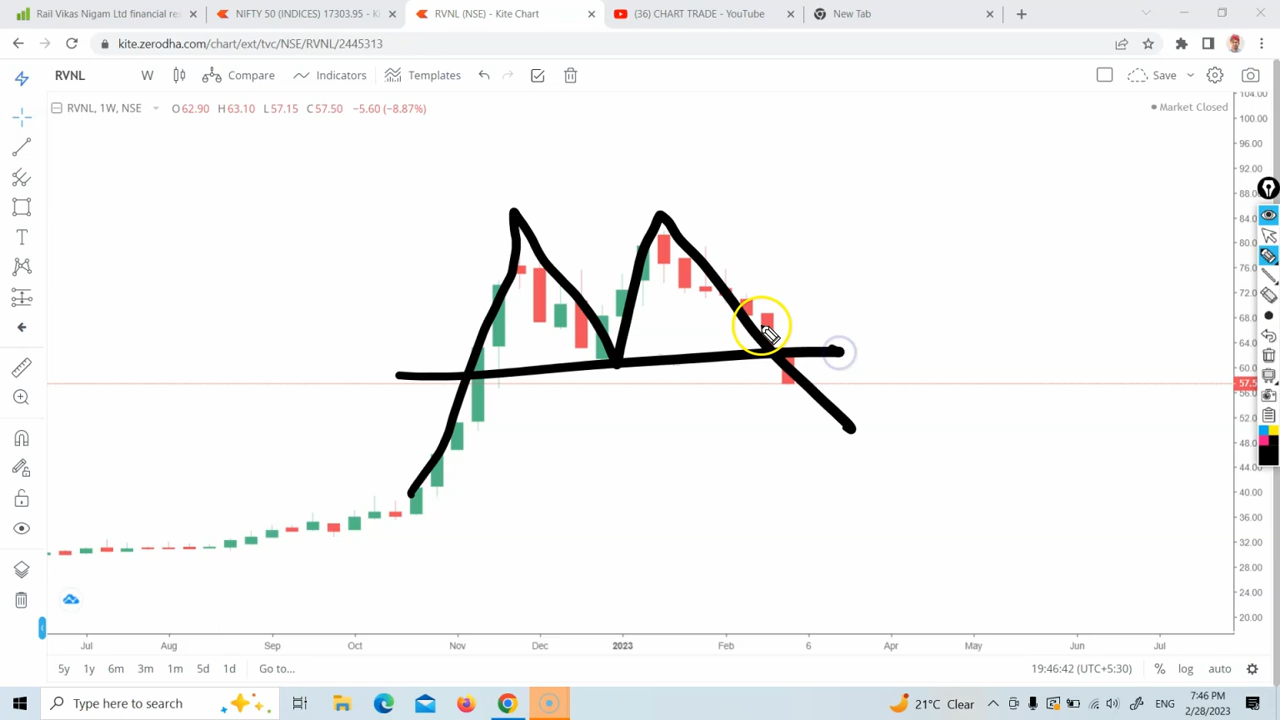 Rail Vikas Nigam Ltd financial re
NIFTY 50 (INDICES) 17303.95 - Ki
RVNL (NSE) - Kite Chart
(36) CHART TRADE - YouTube
New Tab
kite.zerodha.com/chart/ext/tvc/NSE/RVNL/2445313
RVNL W Compare Indicators Templates Save
RVNL, 1W, NSE O62.90 H63.10 L57.15 C57.50 −5.60 (−8.87%) Market Closed
104.00
100.00
96.00
92.00
88.00
84.00
80.00
76.00
72.00
68.00
64.00
60.00
57.5
56.00
52.00
48.00
44.00
40.00
36.00
32.00
28.00
24.00
20.00
Jul Aug Sep Oct Nov Dec 2023 Feb 6 Apr May Jun Jul
5y 1y 6m 3m 1m 5d 1d Go to... 19:46:42 (UTC+5:30) % log auto
Type here to search
21°C Clear
ENG
7:46 PM
2/28/2023